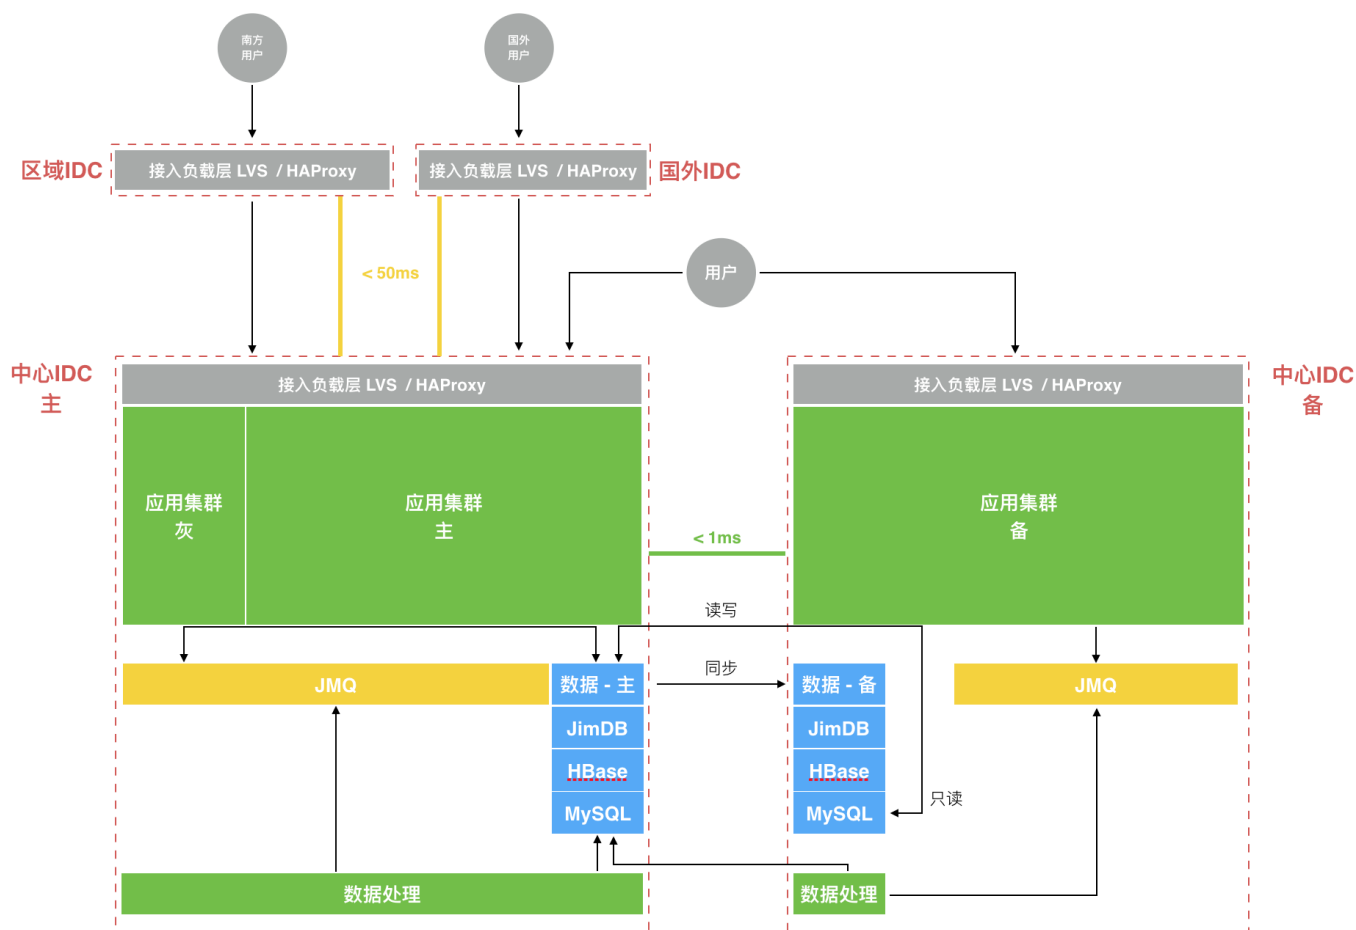 南方
用户
国外
用户
区域IDC
接入负载层 LVS / HAProxy
接入负载层 LVS / HAProxy
国外IDC
< 50ms
用户
中心IDC
主
接入负载层 LVS / HAProxy
接入负载层 LVS / HAProxy
中心IDC
备
应用集群
灰
应用集群
主
< 1ms
应用集群
备
读写
JMQ
数据 - 主
同步
数据 - 备
JMQ
JimDB
JimDB
HBase
HBase
MySQL
MySQL
只读
数据处理
数据处理